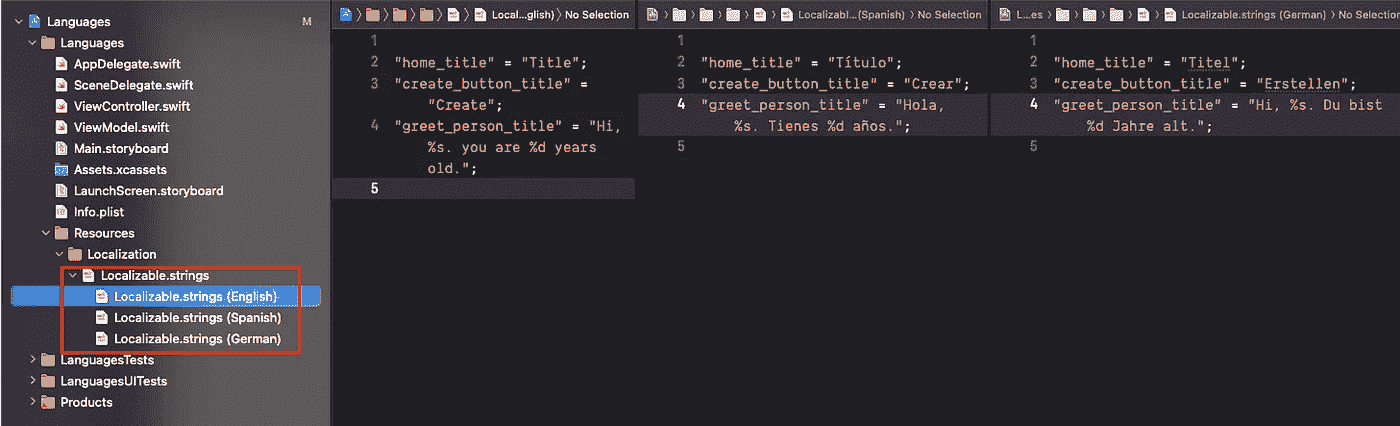 Languages M
Languages
AppDelegate.swift
SceneDelegate.swift
ViewController.swift
ViewModel.swift
Main.storyboard
Assets.xcassets
LaunchScreen.storyboard
Info.plist
Resources
Localization
Localizable.strings
Localizable.strings (English)
Localizable.strings (Spanish)
Localizable.strings (German)
LanguagesTests
LanguagesUITests
Products
Local...glish) No Selection
1
2 "home_title" = "Title";
3 "create_button_title" =
"Create";
4 "greet_person_title" = "Hi,
%s. you are %d years
old.";
5
Localizabl...(Spanish) No Selection
1
2 "home_title" = "Título";
3 "create_button_title" = "Crear";
4 "greet_person_title" = "Hola,
%s. Tienes %d años.";
5
L...es Localizable.strings (German) No Selection
1
2 "home_title" = "Titel";
3 "create_button_title" = "Erstellen";
4 "greet_person_title" = "Hi, %s. Du bist
%d Jahre alt.";
5